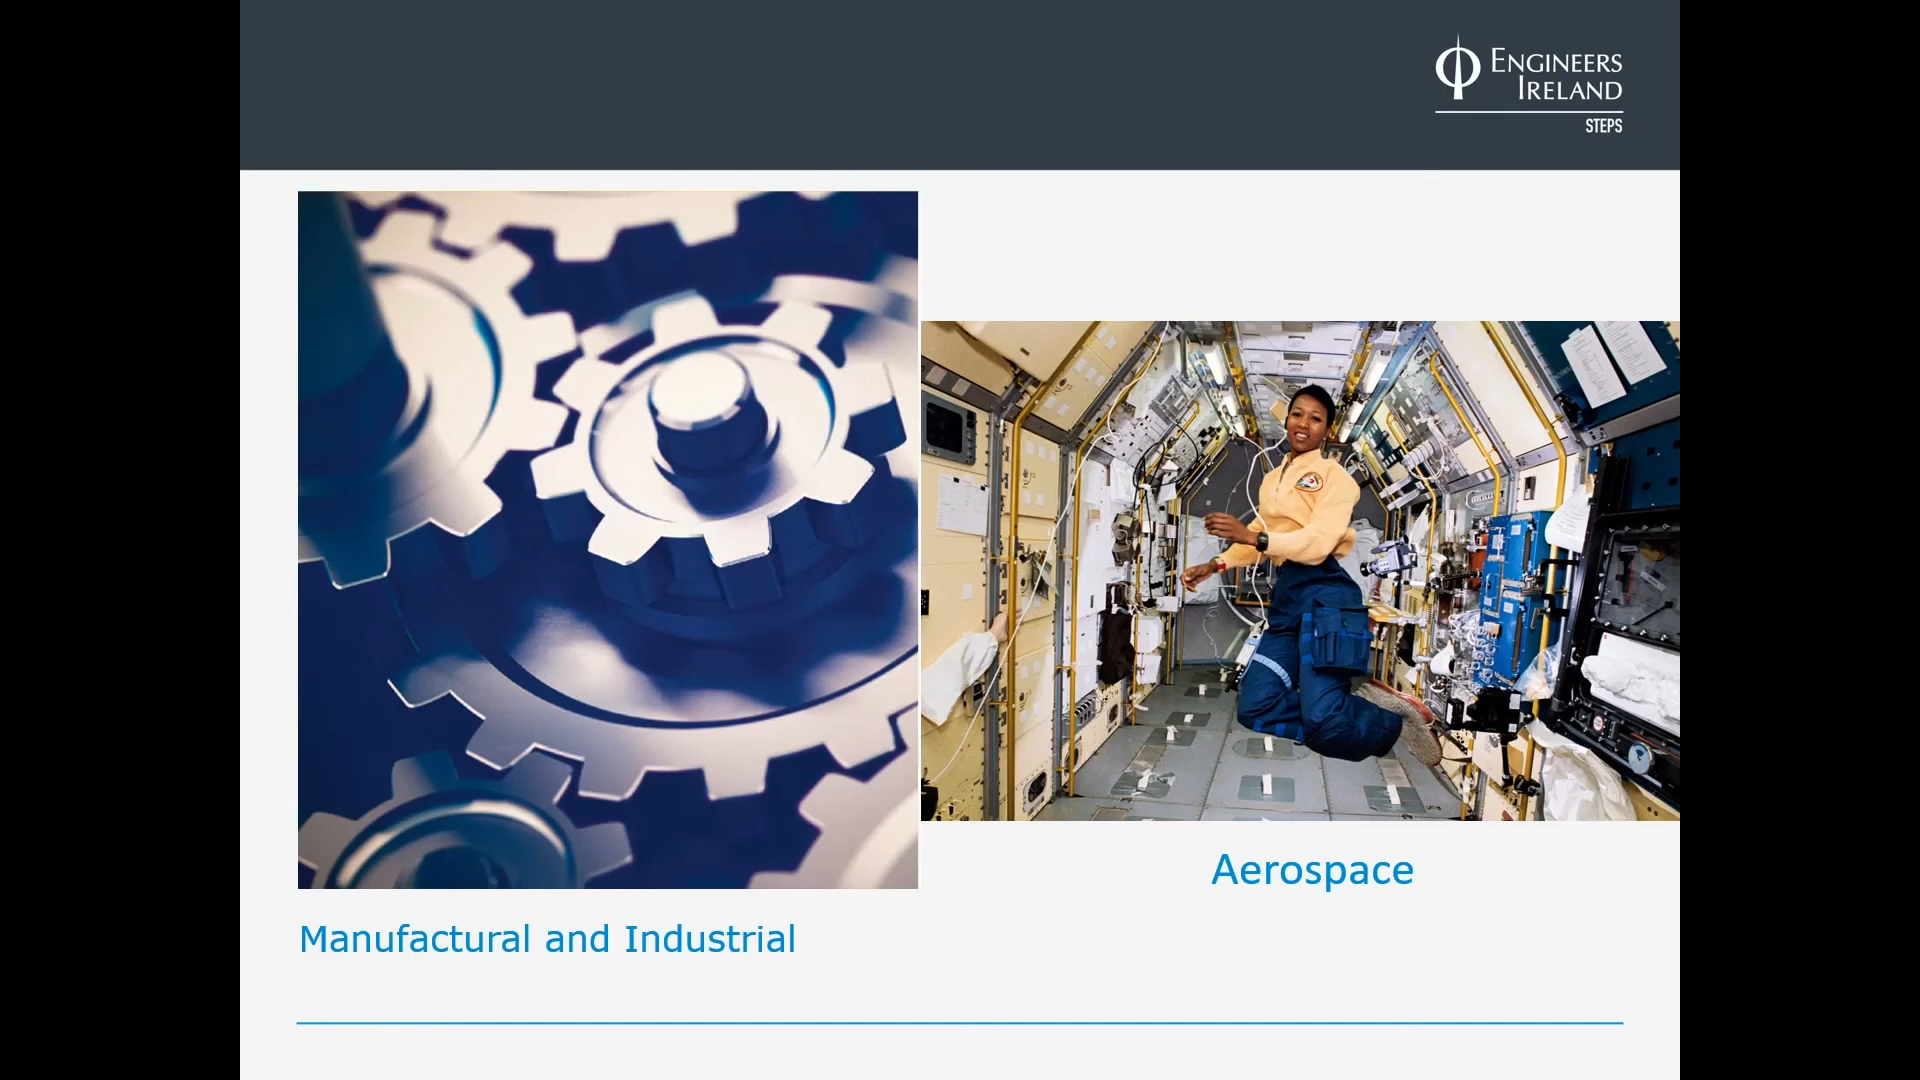 ENGINEERS
IRELAND
STEPS
Aerospace
Manufactural and Industrial